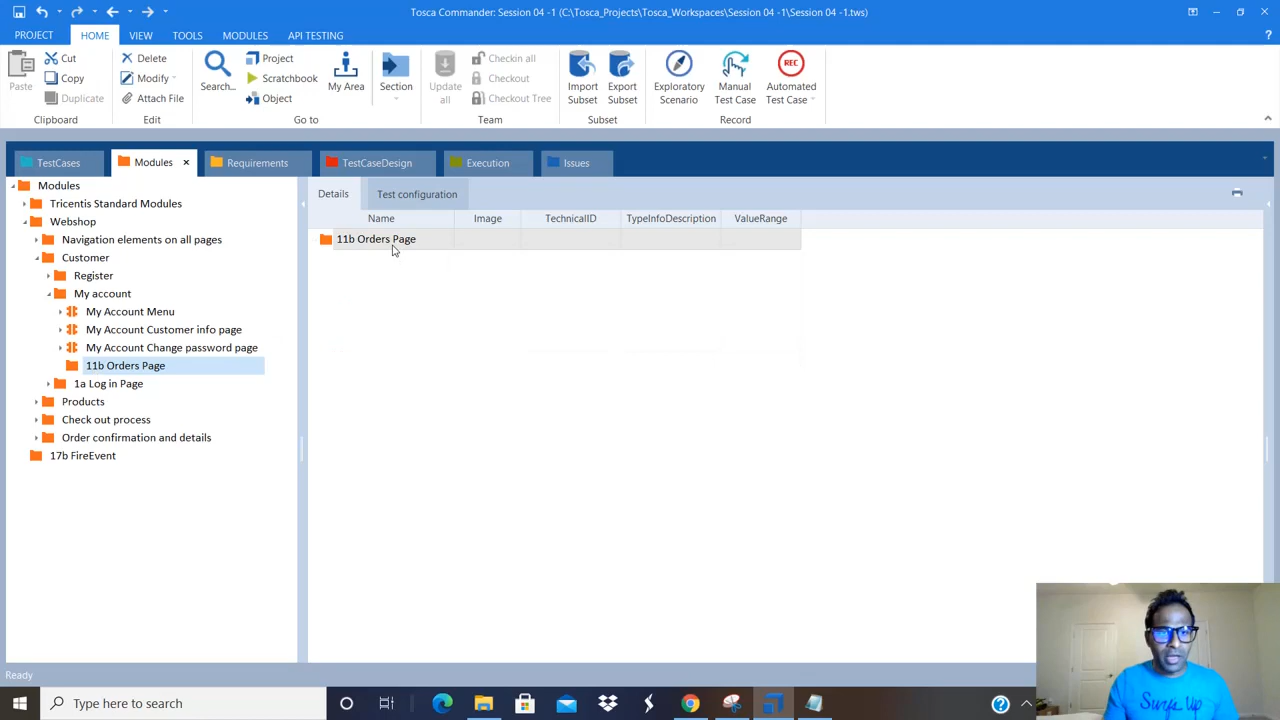 Tosca Commander: Session 04 -1 (C:\Tosca_Projects\Tosca_Workspaces\Session 04 -1\Session 04 -1.tws)
PROJECT HOME VIEW TOOLS MODULES API TESTING
Paste
Cut
Copy
Duplicate
Clipboard
Delete
Modify
Attach File
Edit
Search...
Project
Scratchbook
Object
My Area
Section
Go to
Update all
Checkin all
Checkout
Checkout Tree
Team
Import Subset
Export Subset
Subset
Exploratory Scenario
Manual Test Case
REC
Automated Test Case
Record
TestCases Modules Requirements TestCaseDesign Execution Issues
Modules
Tricentis Standard Modules
Webshop
Navigation elements on all pages
Customer
Register
My account
My Account Menu
My Account Customer info page
My Account Change password page
11b Orders Page
1a Log in Page
Products
Check out process
Order confirmation and details
17b FireEvent
Details Test configuration
Name Image TechnicalID TypeInfoDescription ValueRange
11b Orders Page
Ready
Type here to search